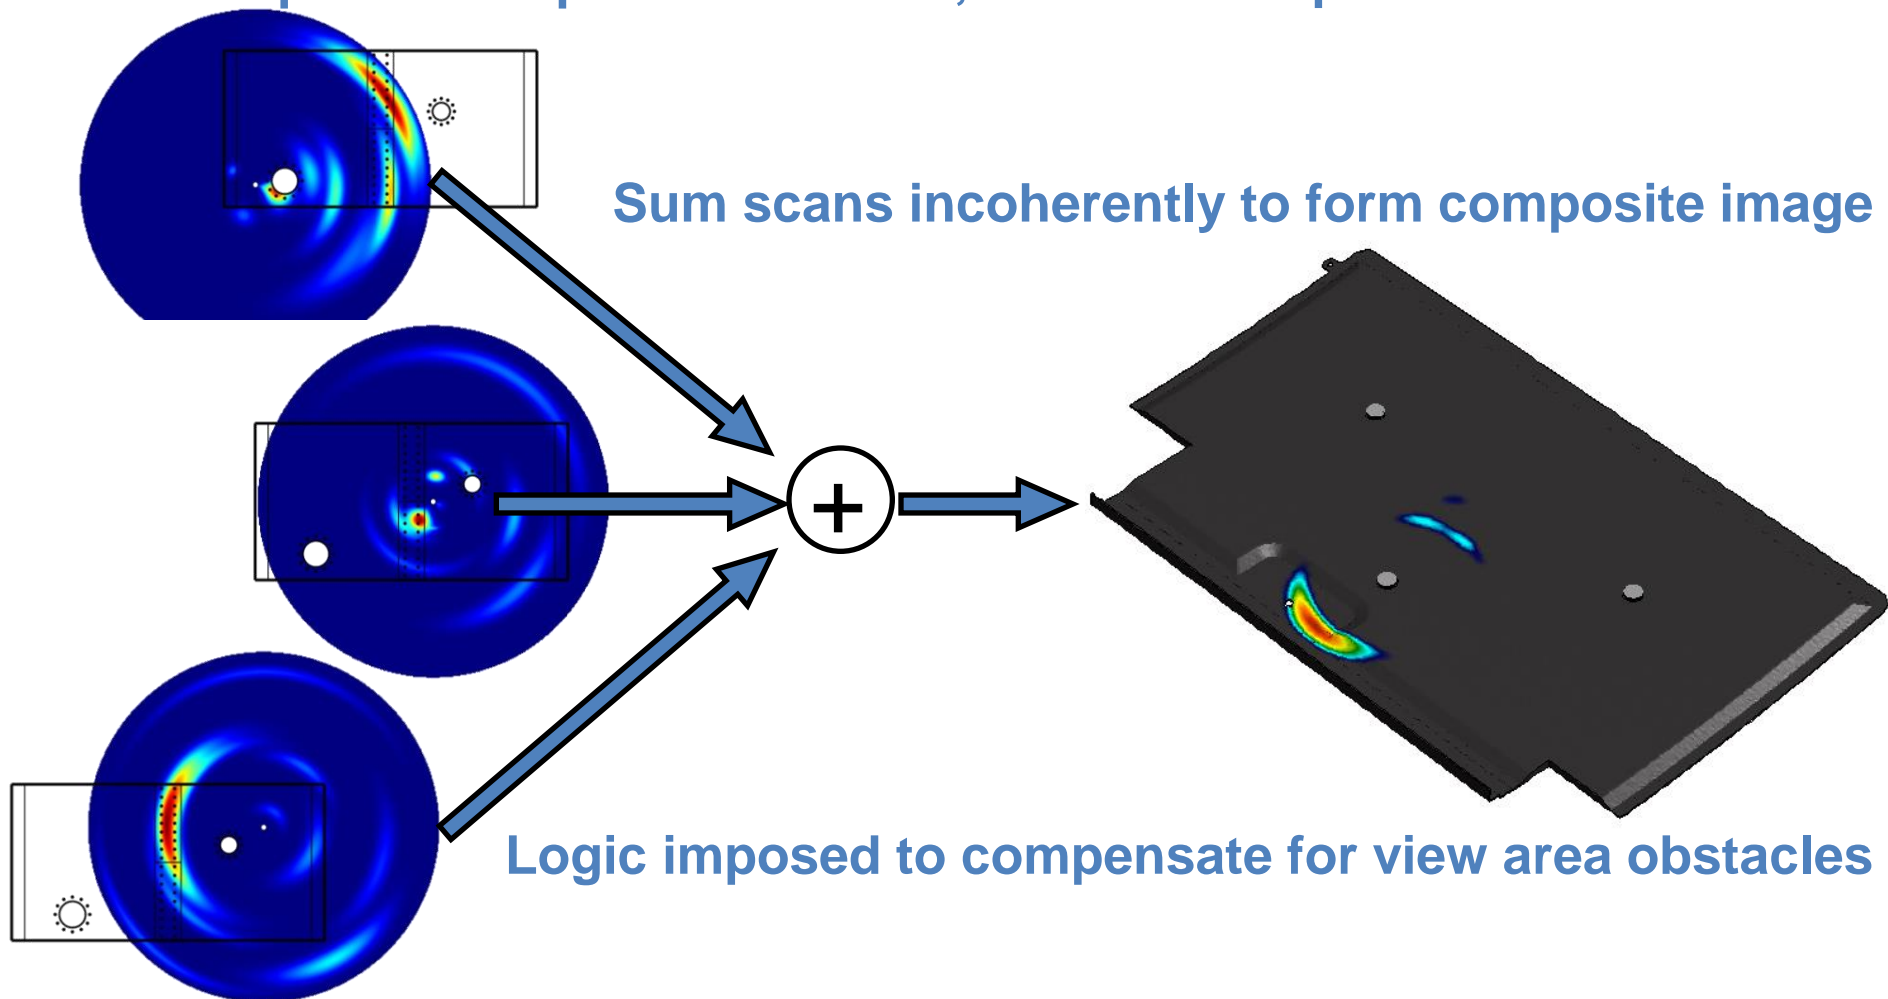 Sum scans incoherently to form composite image
+
Logic imposed to compensate for view area obstacles